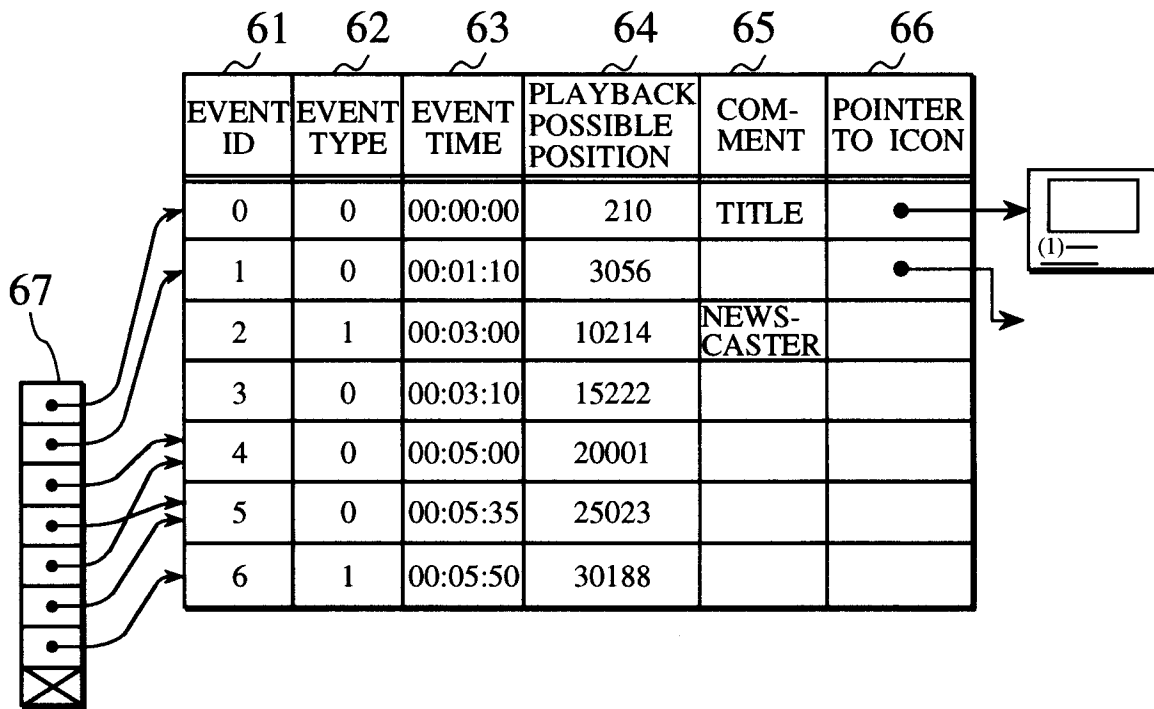 61 62 63 64 65 66
EVENT ID EVENT TYPE EVENT TIME PLAYBACK POSSIBLE POSITION COM- MENT POINTER TO ICON
0 0 00:00:00 210 TITLE
(1)
1 0 00:01:10 3056
67
2 1 00:03:00 10214 NEWS- CASTER
3 0 00:03:10 15222
4 0 00:05:00 20001
5 0 00:05:35 25023
6 1 00:05:50 30188